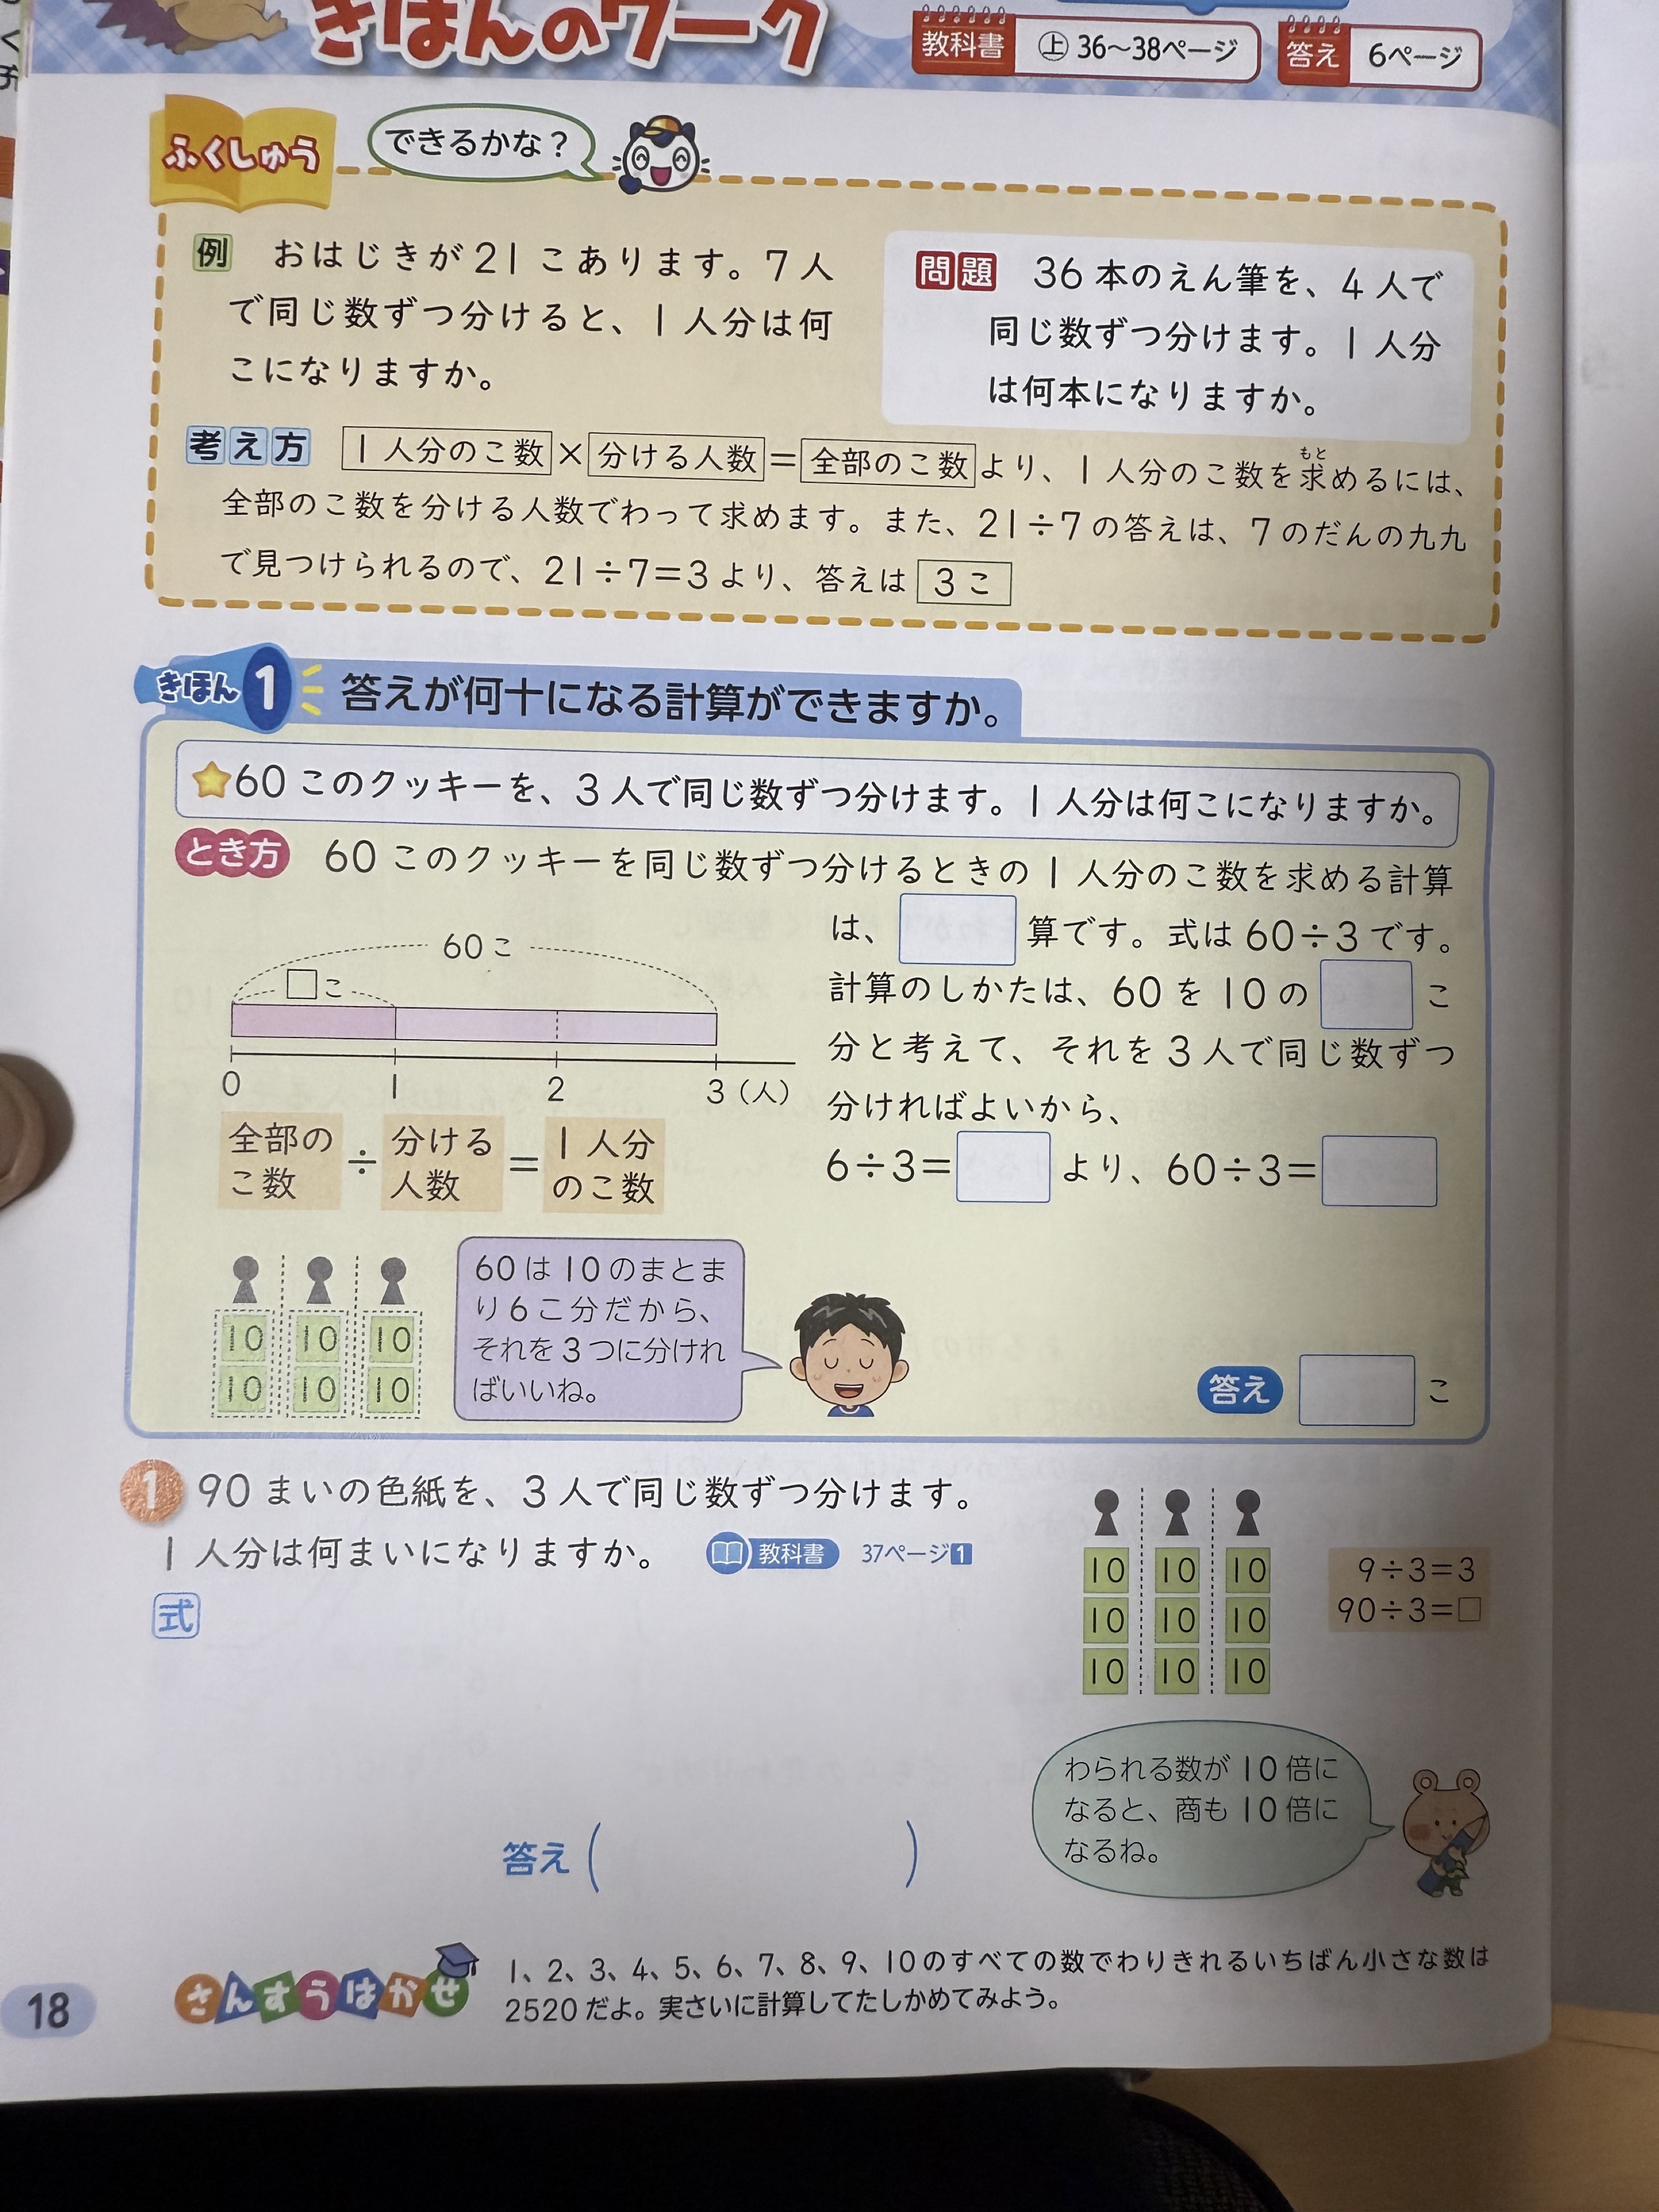 きほんのワーク
教科書 上 36〜38ページ 答え 6ページ
ふくしゅう できるかな？
例 おはじきが21こあります。7人
で同じ数ずつ分けると、1人分は何
こになりますか。
問題 36本のえん筆を、4人で
同じ数ずつ分けます。1人分
は何本になりますか。
考え方 1人分のこ数×分ける人数=全部のこ数より、1人分のこ数を求めるには、
もと
全部のこ数を分ける人数でわって求めます。また、21÷7の答えは、7のだんの九九
で見つけられるので、21÷7=3より、答えは 3こ
きほん1 答えが何十になる計算ができますか。
60このクッキーを、3人で同じ数ずつ分けます。1人分は何こになりますか。
とき方 60このクッキーを同じ数ずつ分けるときの1人分のこ数を求める計算
は、□算です。式は60÷3です。
計算のしかたは、60を10の□こ
分と考えて、それを3人で同じ数ずつ
分ければよいから、
6÷3=□より、60÷3=□
60こ
□こ
0 1 2 3(人)
全部のこ数÷分ける人数=1人分のこ数
10 10 10
10 10 10
60は10のまとま
り6こ分だから、
それを3つに分けれ
ばいいね。
答え □こ
1 90まいの色紙を、3人で同じ数ずつ分けます。
1人分は何まいになりますか。 教科書 37ページ1
式
答え( )
10 10 10
10 10 10
10 10 10
9÷3=3
90÷3=□
わられる数が10倍に
なると、商も10倍に
なるね。
18
さんすうはかせ
1、2、3、4、5、6、7、8、9、10のすべての数でわりきれるいちばん小さな数は
2520だよ。実さいに計算してたしかめてみよう。